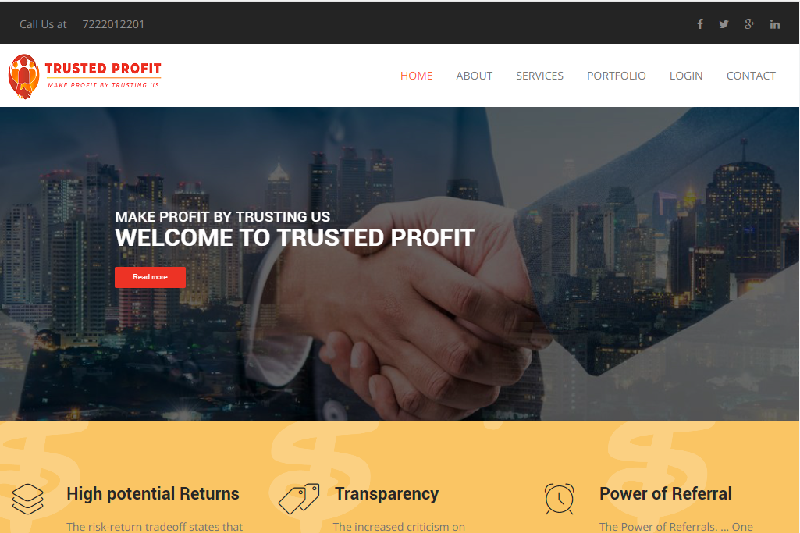 Call Us at 7222012201
TRUSTED PROFIT
MAKE PROFIT BY TRUSTING US
HOME ABOUT SERVICES PORTFOLIO LOGIN CONTACT
MAKE PROFIT BY TRUSTING US
WELCOME TO TRUSTED PROFIT
Read more
High potential Returns
The risk-return tradeoff states that
Transparency
The increased criticism on
Power of Referral
The Power of Referrals. ... One